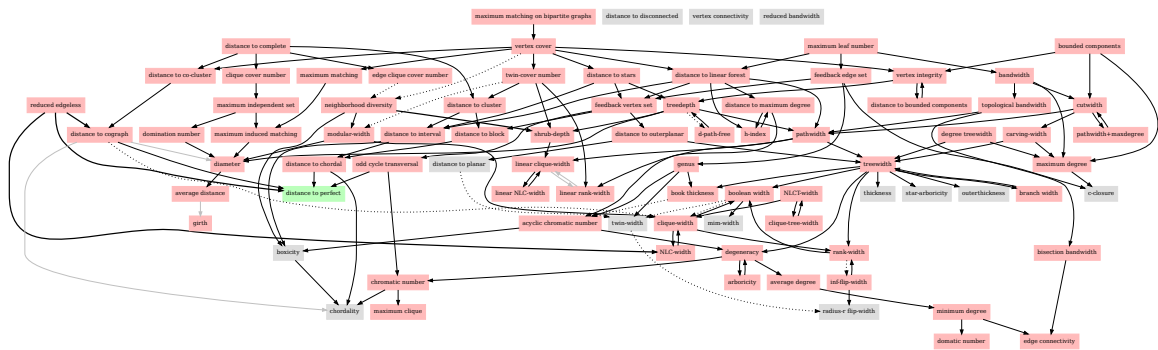 maximum matching on bipartite graphs
distance to disconnected
vertex connectivity
reduced bandwidth
distance to complete
vertex cover
maximum leaf number
bounded components
distance to co-cluster
clique cover number
maximum matching
edge clique cover number
twin-cover number
distance to stars
distance to linear forest
feedback edge set
vertex integrity
bandwidth
reduced edgeless
maximum independent set
neighborhood diversity
distance to cluster
feedback vertex set
treedepth
distance to maximum degree
distance to bounded components
topological bandwidth
cutwidth
distance to cograph
domination number
maximum induced matching
modular-width
distance to interval
distance to block
shrub-depth
distance to outerplanar
d-path-free
h-index
pathwidth
degree treewidth
carving-width
pathwidth+maxdegree
diameter
distance to chordal
odd cycle transversal
distance to planar
linear clique-width
genus
treewidth
maximum degree
average distance
distance to perfect
linear NLC-width
linear rank-width
book thickness
boolean width
NLCT-width
thickness
star-arboricity
outerthickness
branch width
c-closure
girth
acyclic chromatic number
twin-width
clique-width
mim-width
clique-tree-width
boxicity
NLC-width
degeneracy
rank-width
bisection bandwidth
chromatic number
arboricity
average degree
inf-flip-width
chordality
maximum clique
radius-r flip-width
minimum degree
domatic number
edge connectivity